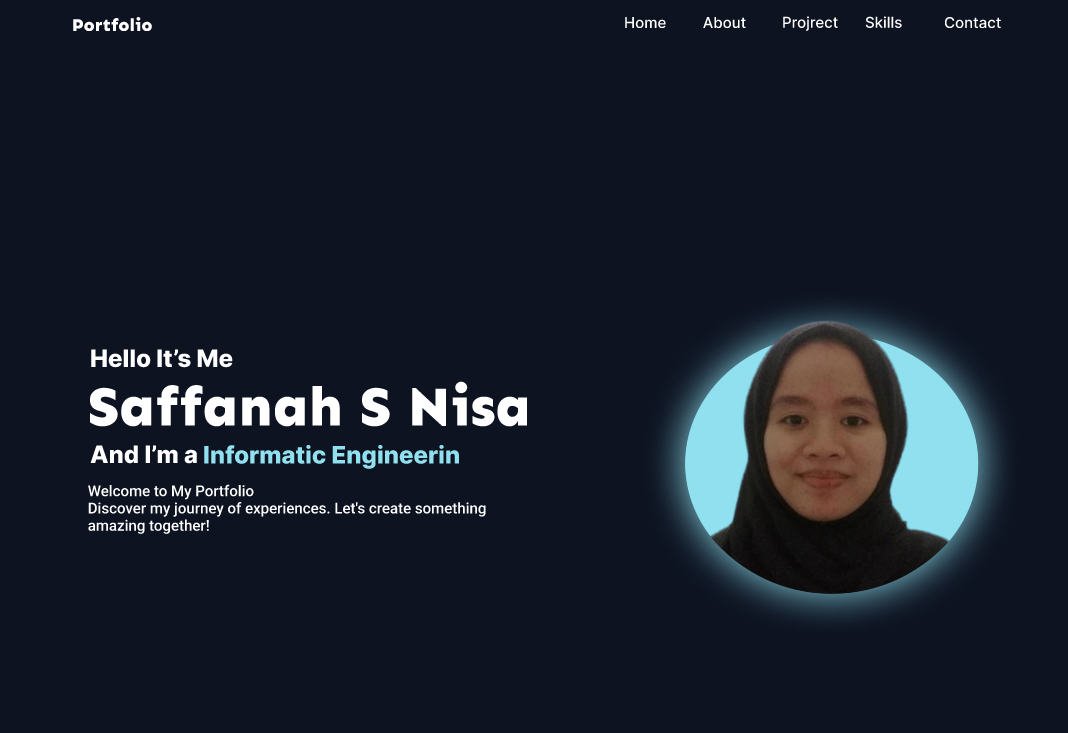 Portfolio
Home About Projrect Skills Contact
Hello It’s Me
Saffanah S Nisa
And I’m a Informatic Engineerin
Welcome to My Portfolio
Discover my journey of experiences. Let's create something
amazing together!